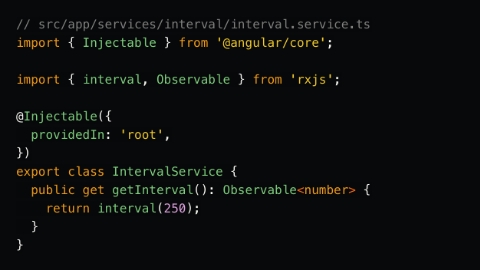 // src/app/services/interval/interval.service.ts
import { Injectable } from '@angular/core';
import { interval, Observable } from 'rxjs';
@Injectable({
  providedIn: 'root',
})
export class IntervalService {
  public get getInterval(): Observable<number> {
    return interval(250);
  }
}